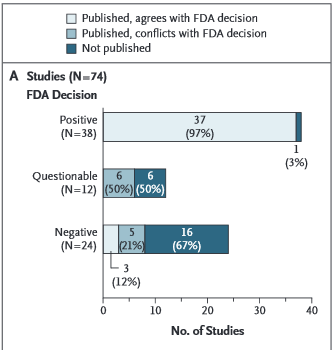 Published, agrees with FDA decision
Published, conflicts with FDA decision
Not published
A Studies (N=74)
FDA Decision
Positive
(N=38)
37
(97%)
1
(3%)
Questionable
(N=12)
6
(50%)
6
(50%)
Negative
(N=24)
5
(21%)
16
(67%)
3
(12%)
0 10 20 30 40
No. of Studies